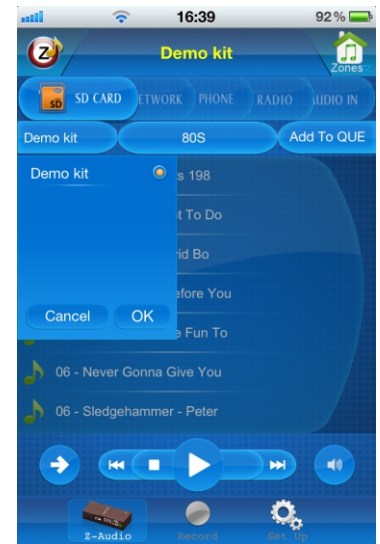 16:39 92%
Z Demo kit Zones
SD SD CARD ETWORK PHONE RADIO AUDIO IN
Demo kit 80S Add To QUE
Demo kit s 198
t To Do
id Bo
efore You
Cancel OK e Fun To
06 - Never Gonna Give You
06 - Sledgehammer - Peter
Z-Audio Record Set Up